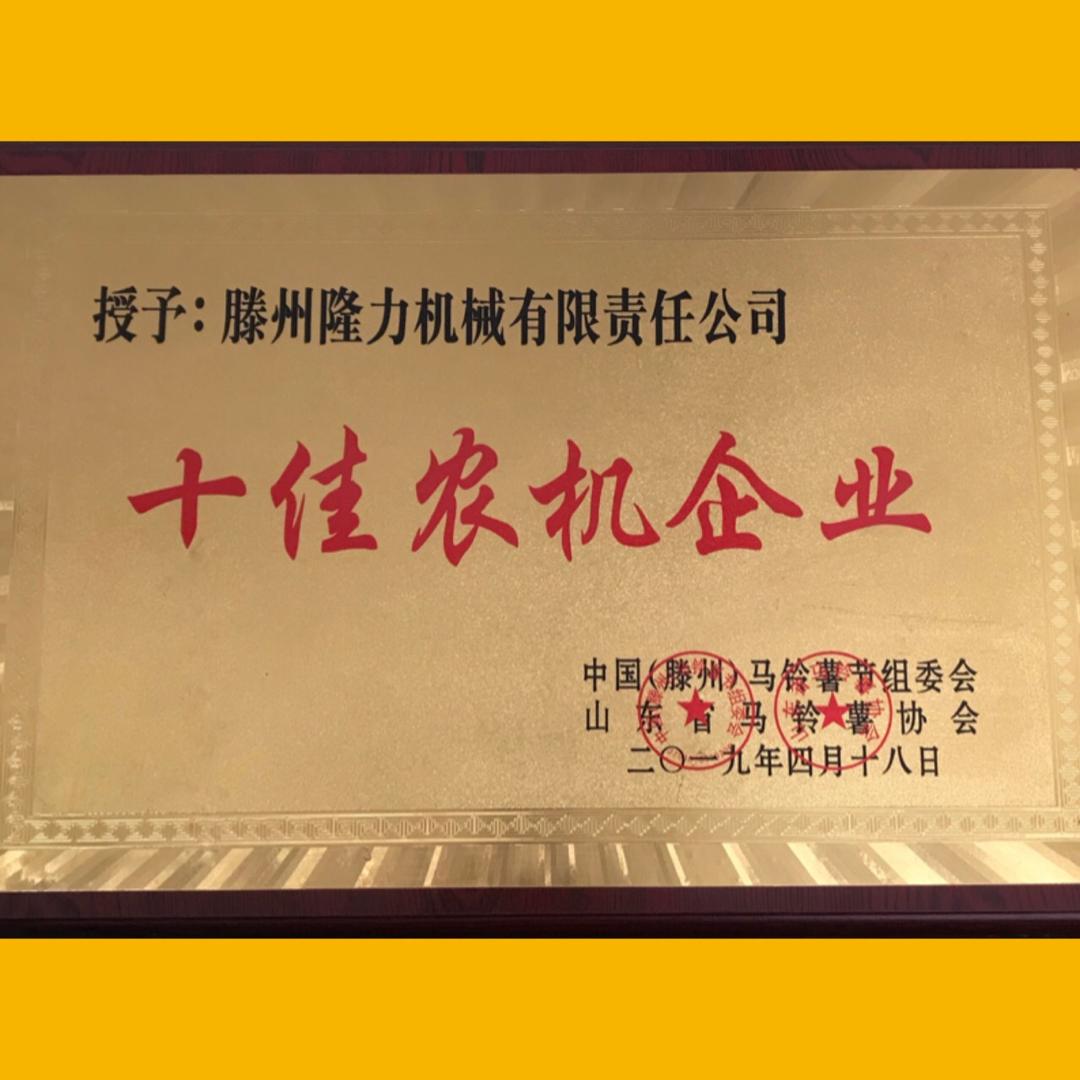 授予：滕州隆力机械有限责任公司
十佳农机企业
中国(滕州)马铃薯节组委会
山东省马铃薯协会
二〇一九年四月十八日